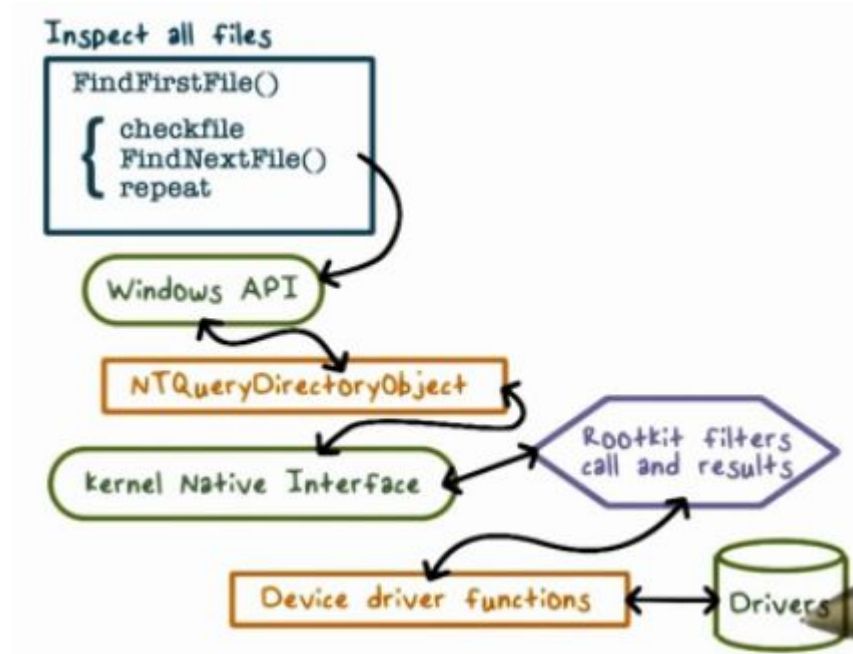 Inspect all files
FindFirstFile()
{ checkfile
FindNextFile()
repeat
Windows API
NTQueryDirectoryObject
Kernel Native Interface
Rootkit filters
call and results
Device driver functions
Drivers